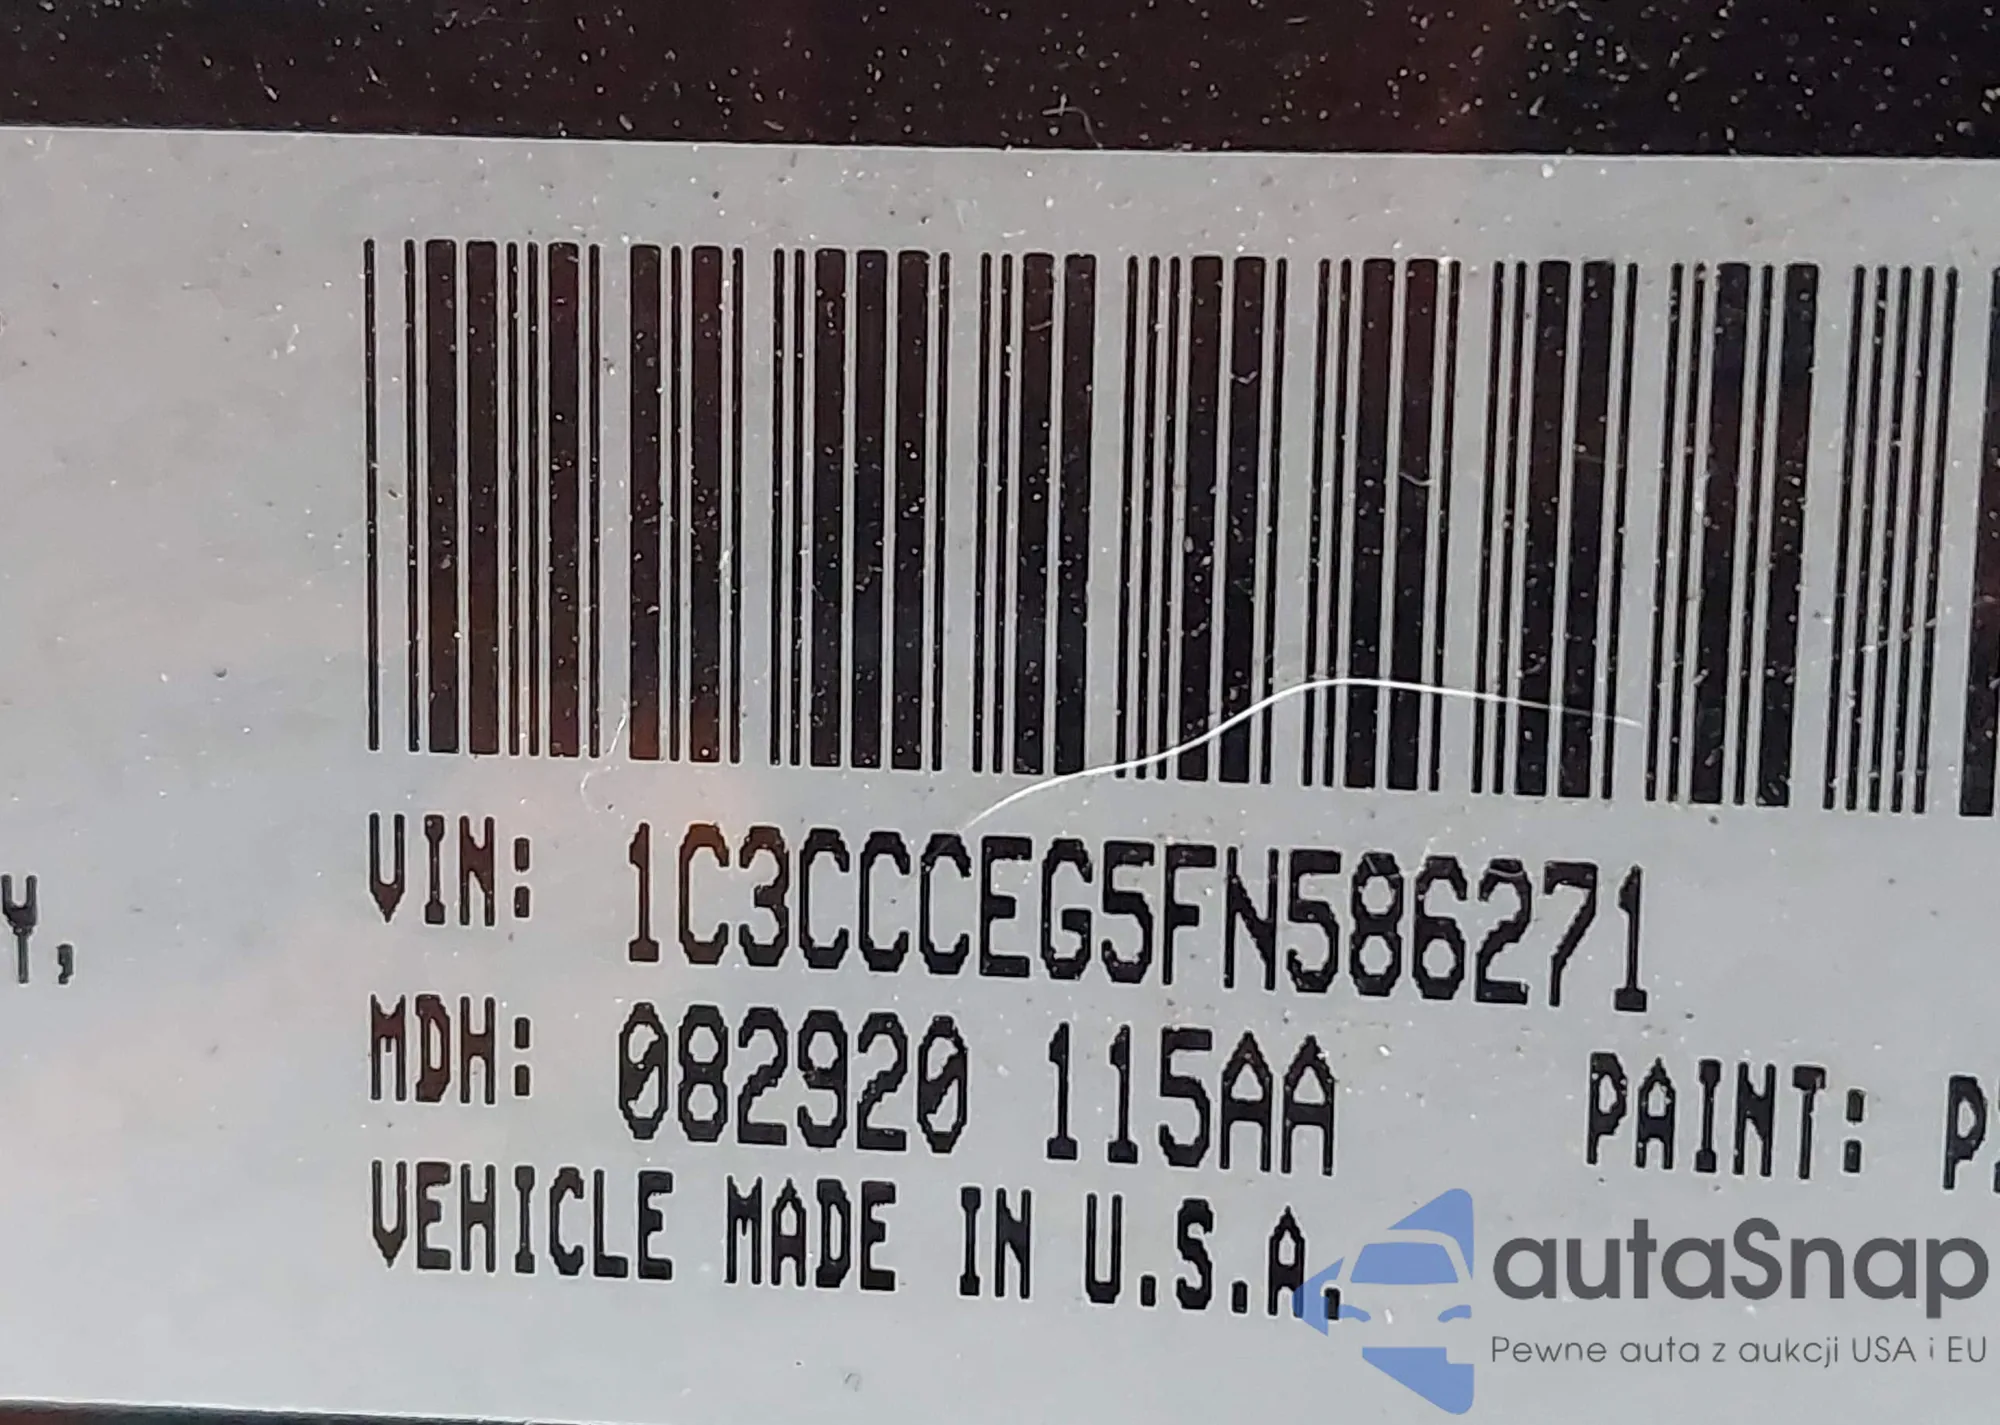 Y,
VIN: 1C3CCCEG5FN586271
MDH: 082920 115AA PAINT:
VEHICLE MADE IN U.S.A.
autaSnap
Pewne auta z aukcji USA i EU